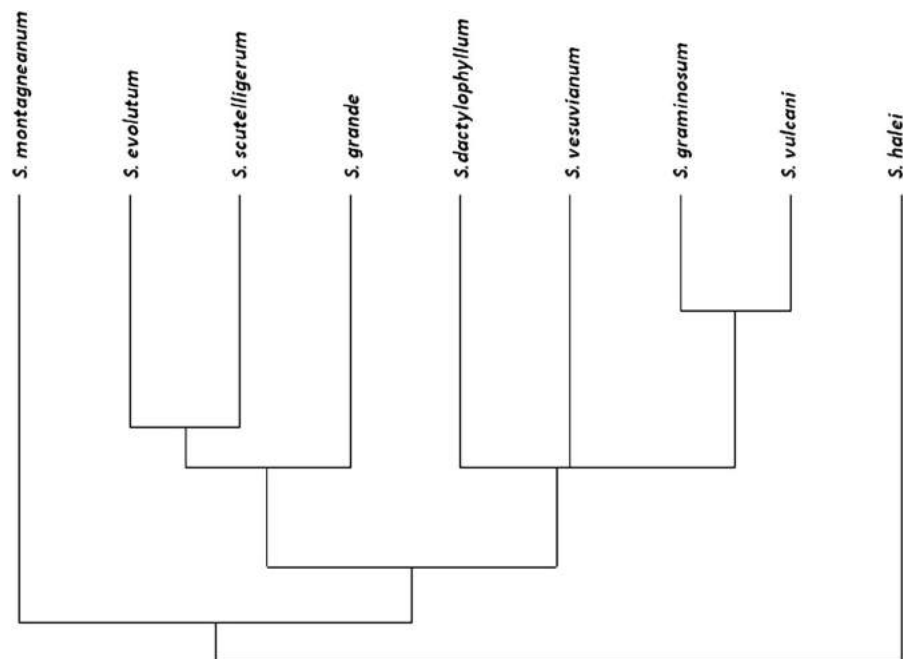 S. montagneanum
S. evolutum
S. scutelligerum
S. grande
S. dactylophyllum
S. vesuvianum
S. graminosum
S. vulcani
S. halei